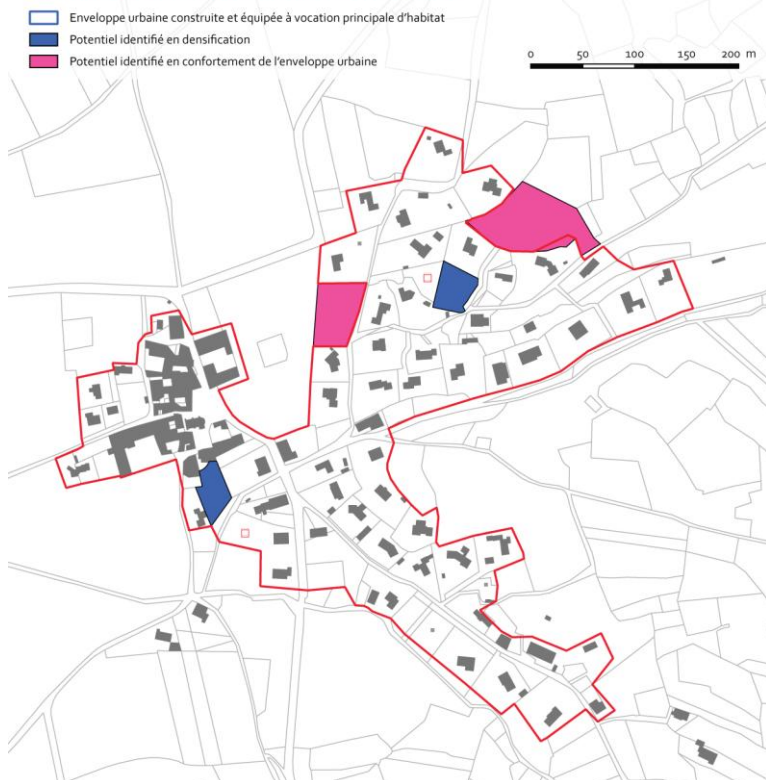 Enveloppe urbaine construite et équipée à vocation principale d'habitat
Potentiel identifié en densification
Potentiel identifié en confortement de l'enveloppe urbaine
0 50 100 150 200 m